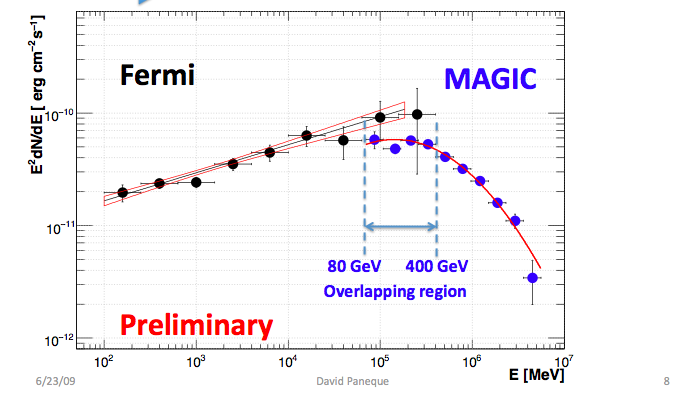 Fermi
MAGIC
E²dN/dE [ erg cm⁻² s⁻¹]
10⁻¹⁰
10⁻¹¹
10⁻¹²
80 GeV 400 GeV
Overlapping region
Preliminary
10² 10³ 10⁴ 10⁵ 10⁶ 10⁷
E [MeV]
6/23/09 David Paneque 8